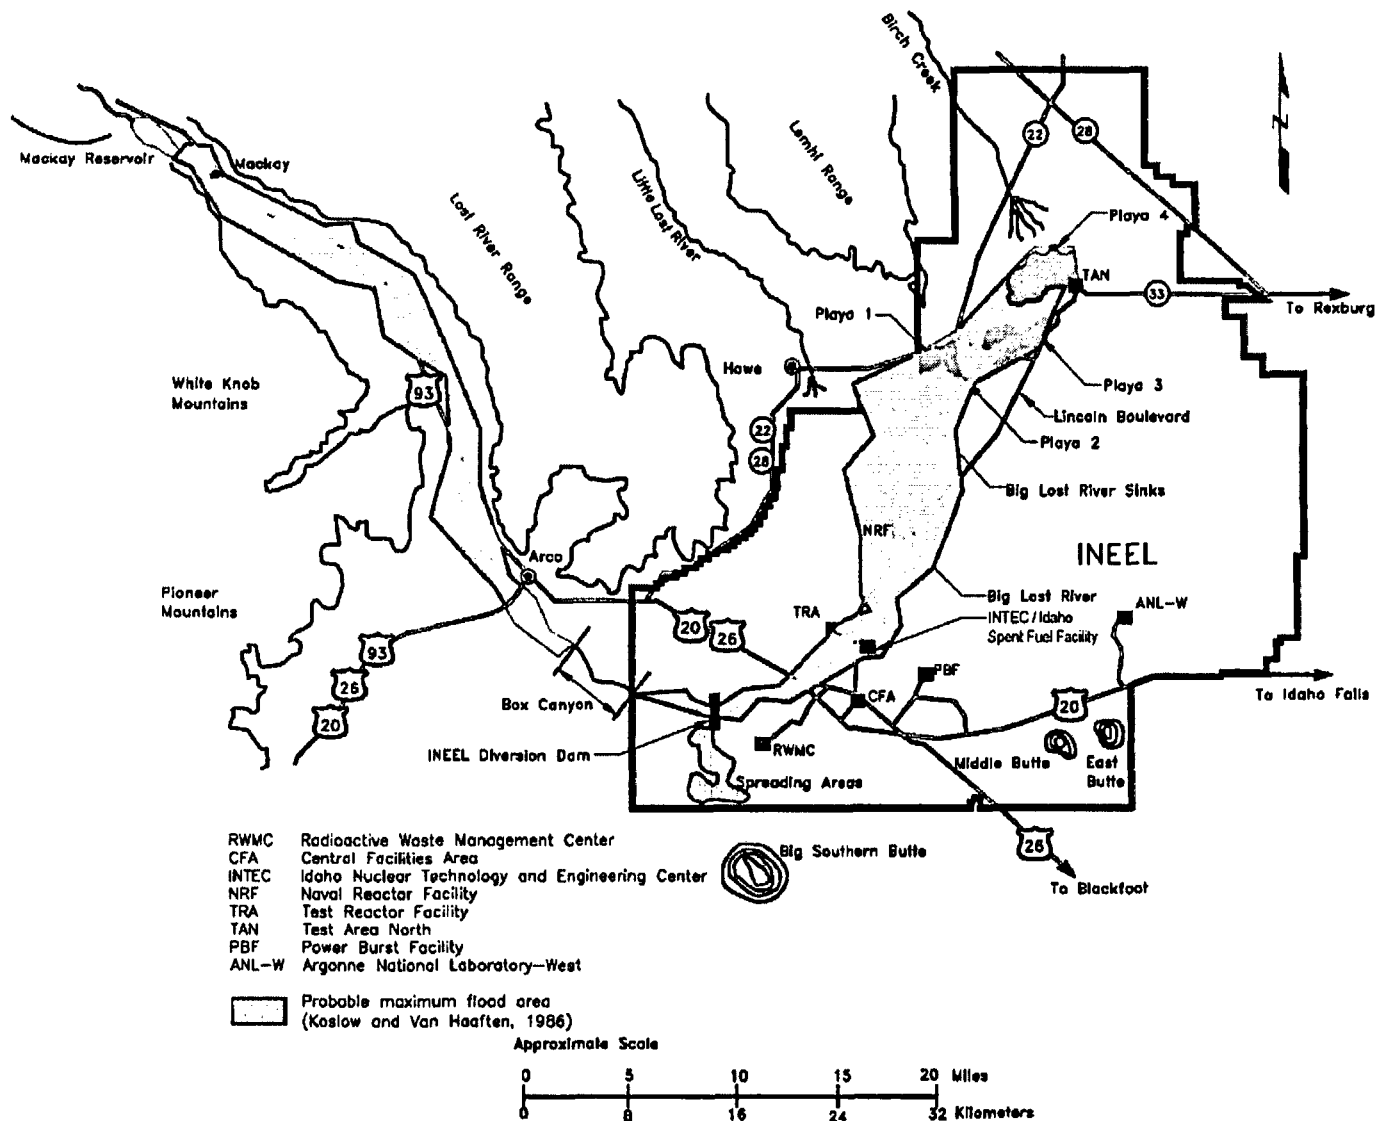 Birch Creek
N
Mackay Reservoir
Mackay
Lost River Range
Little Lost River
Lemhi Range
22
28
Playa 4
TAN
33
To Rexburg
Playa 1
Howe
White Knob
Mountains
93
Playa 3
Lincoln Boulevard
Playa 2
22
28
Big Lost River Sinks
NRF
INEEL
Arco
Pioneer
Mountains
Big Lost River
ANL-W
TRA
INTEC / Idaho
Spent Fuel Facility
20
26
93
26
20
PBF
To Idaho Falls
Box Canyon
CFA
20
INEEL Diversion Dam
RWMC
Middle Butte
East
Butte
Spreading Areas
RWMC Radioactive Waste Management Center
CFA Central Facilities Area
INTEC Idaho Nuclear Technology and Engineering Center
NRF Naval Reactor Facility
TRA Test Reactor Facility
TAN Test Area North
PBF Power Burst Facility
ANL-W Argonne National Laboratory-West
Big Southern Butte
26
To Blackfoot
Probable maximum flood area
(Koslow and Van Haaften, 1986)
Approximate Scale
0 5 10 15 20 Miles
0 8 16 24 32 Kilometers